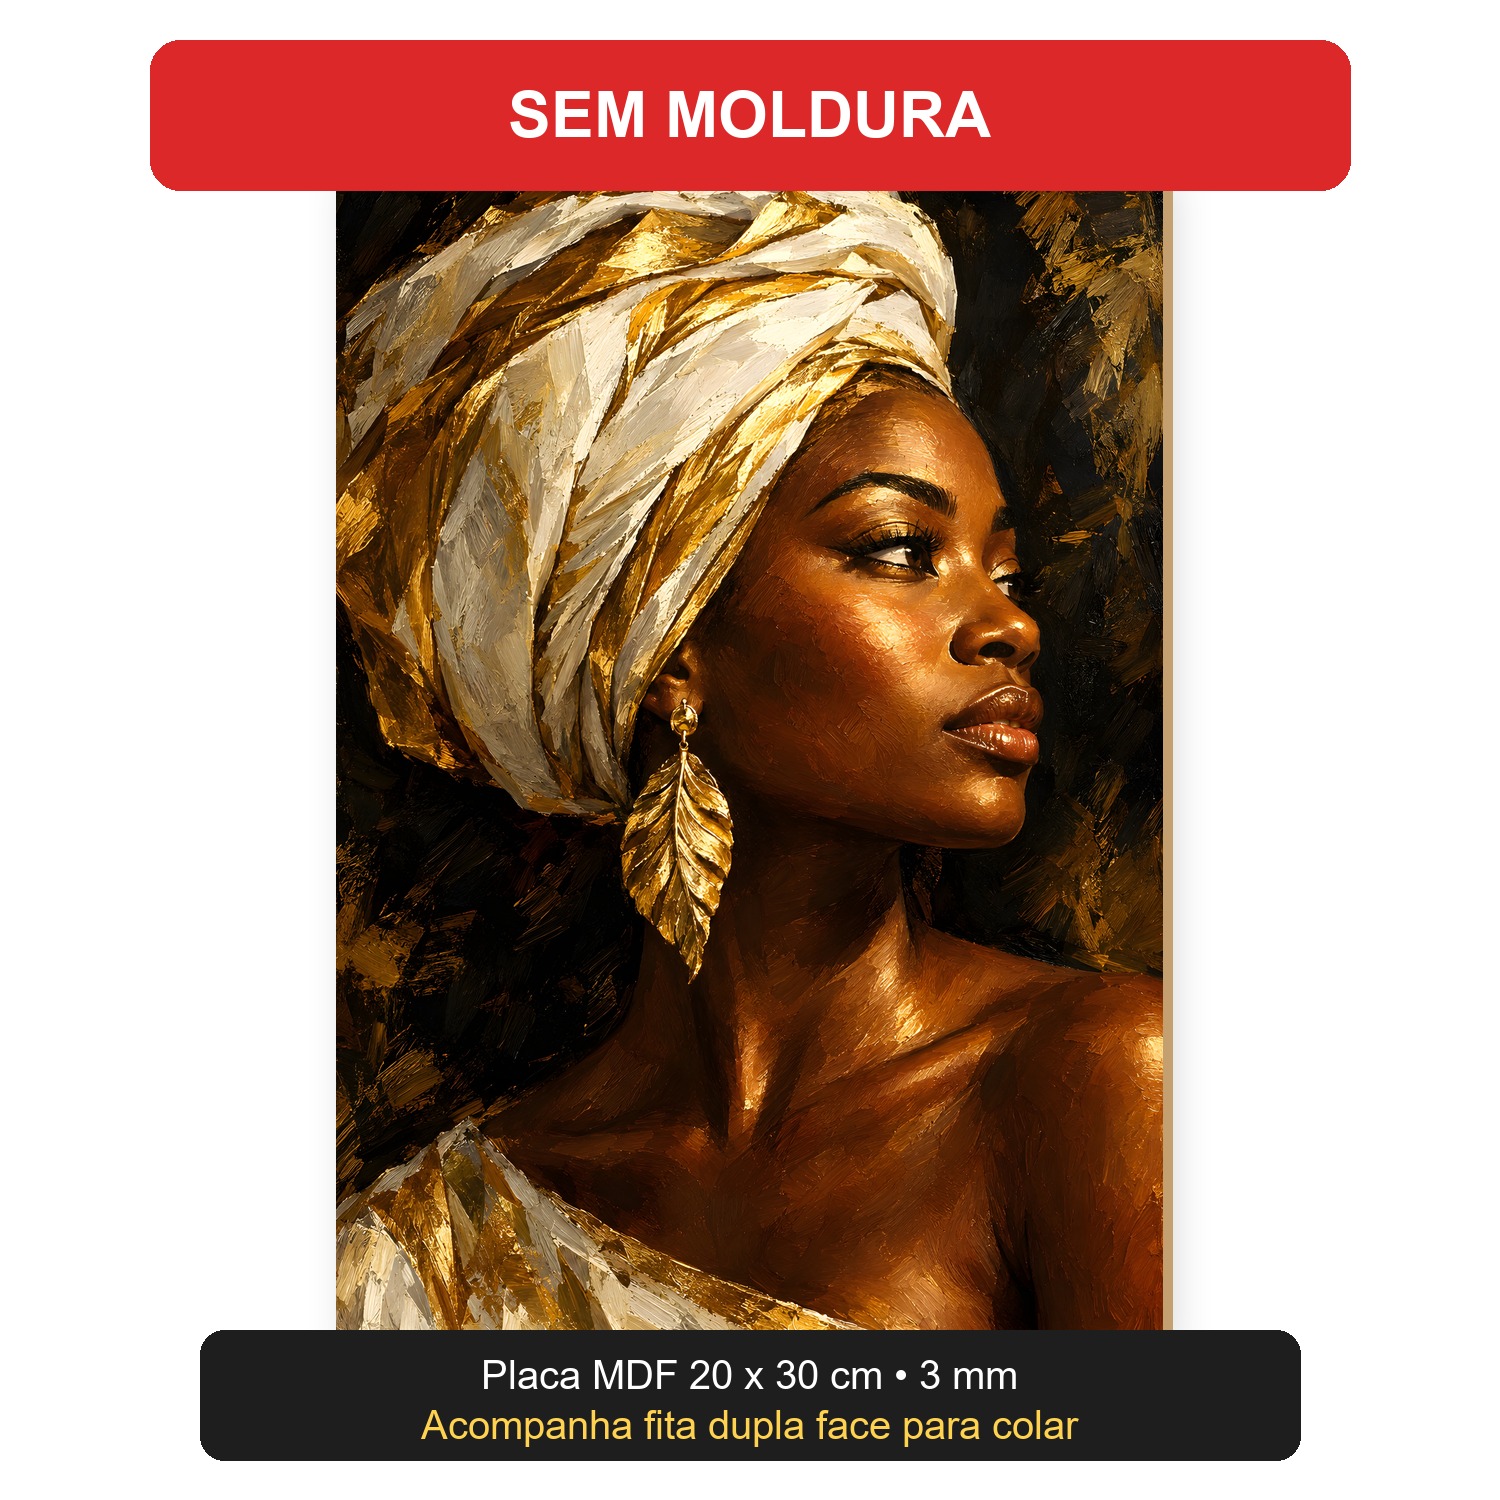 SEM MOLDURA
Placa MDF 20 x 30 cm • 3 mm
Acompanha fita dupla face para colar